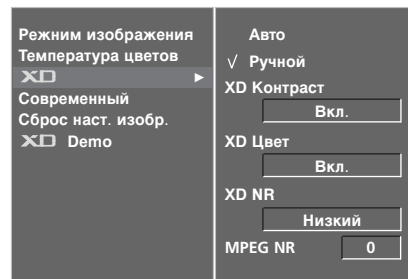 Режним изображения
Температура цветов
XD
Современный
Сброс наст. изобр.
XD Demo
Авто
√ Ручной
XD Контраст
Вкл.
XD Цвет
Вкл.
XD NR
Низкий
MPEG NR 0